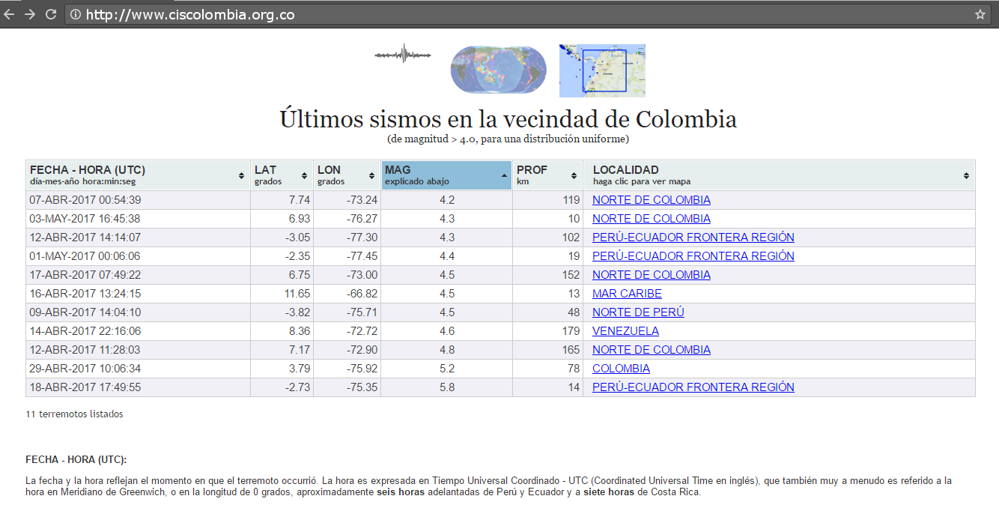 http://www.ciscolombia.org.co
Últimos sismos en la vecindad de Colombia
(de magnitud > 4.0, para una distribución uniforme)
FECHA - HORA (UTC) LAT LON MAG PROF LOCALIDAD
día-mes-año hora:min:seg grados grados explicado abajo km haga clic para ver mapa
07-ABR-2017 00:54:39 7.74 -73.24 4.2 119 NORTE DE COLOMBIA
03-MAY-2017 16:45:38 6.93 -76.27 4.3 10 NORTE DE COLOMBIA
12-ABR-2017 14:14:07 -3.05 -77.30 4.3 102 PERÚ-ECUADOR FRONTERA REGIÓN
01-MAY-2017 00:06:06 -2.35 -77.45 4.4 19 PERÚ-ECUADOR FRONTERA REGIÓN
17-ABR-2017 07:49:22 6.75 -73.00 4.5 152 NORTE DE COLOMBIA
16-ABR-2017 13:24:15 11.65 -66.82 4.5 13 MAR CARIBE
09-ABR-2017 14:04:10 -3.82 -75.71 4.5 48 NORTE DE PERÚ
14-ABR-2017 22:16:06 8.36 -72.72 4.6 179 VENEZUELA
12-ABR-2017 11:28:03 7.17 -72.90 4.8 165 NORTE DE COLOMBIA
29-ABR-2017 10:06:34 3.79 -75.92 5.2 78 COLOMBIA
18-ABR-2017 17:49:55 -2.73 -75.35 5.8 14 PERÚ-ECUADOR FRONTERA REGIÓN
11 terremotos listados
FECHA - HORA (UTC):
La fecha y la hora reflejan el momento en que el terremoto occurrió. La hora es expresada en Tiempo Universal Coordinado - UTC (Coordinated Universal Time en inglés), que también muy a menudo es referido a la
hora en Meridiano de Greenwich, o en la longitud de 0 grados, aproximadamente seis horas adelantadas de Perú y Ecuador y a siete horas de Costa Rica.